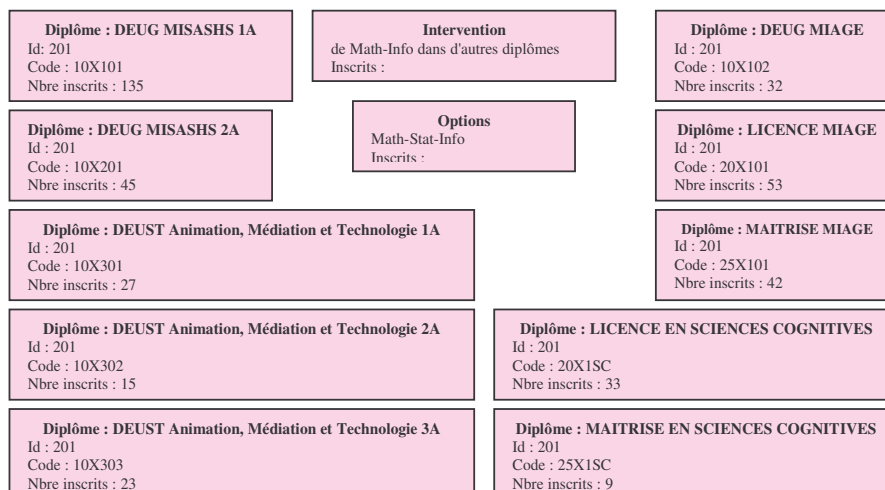 Diplôme : DEUG MISASHS 1A
Id: 201
Code : 10X101
Nbre inscrits : 135
Intervention
de Math-Info dans d'autres diplômes
Inscrits :
Diplôme : DEUG MIAGE
Id : 201
Code : 10X102
Nbre inscrits : 32
Diplôme : DEUG MISASHS 2A
Id : 201
Code : 10X201
Nbre inscrits : 45
Options
Math-Stat-Info
Inscrits :
Diplôme : LICENCE MIAGE
Id : 201
Code : 20X101
Nbre inscrits : 53
Diplôme : DEUST Animation, Médiation et Technologie 1A
Id : 201
Code : 10X301
Nbre inscrits : 27
Diplôme : MAITRISE MIAGE
Id : 201
Code : 25X101
Nbre inscrits : 42
Diplôme : DEUST Animation, Médiation et Technologie 2A
Id : 201
Code : 10X302
Nbre inscrits : 15
Diplôme : LICENCE EN SCIENCES COGNITIVES
Id : 201
Code : 20X1SC
Nbre inscrits : 33
Diplôme : DEUST Animation, Médiation et Technologie 3A
Id : 201
Code : 10X303
Nbre inscrits : 23
Diplôme : MAITRISE EN SCIENCES COGNITIVES
Id : 201
Code : 25X1SC
Nbre inscrits : 9